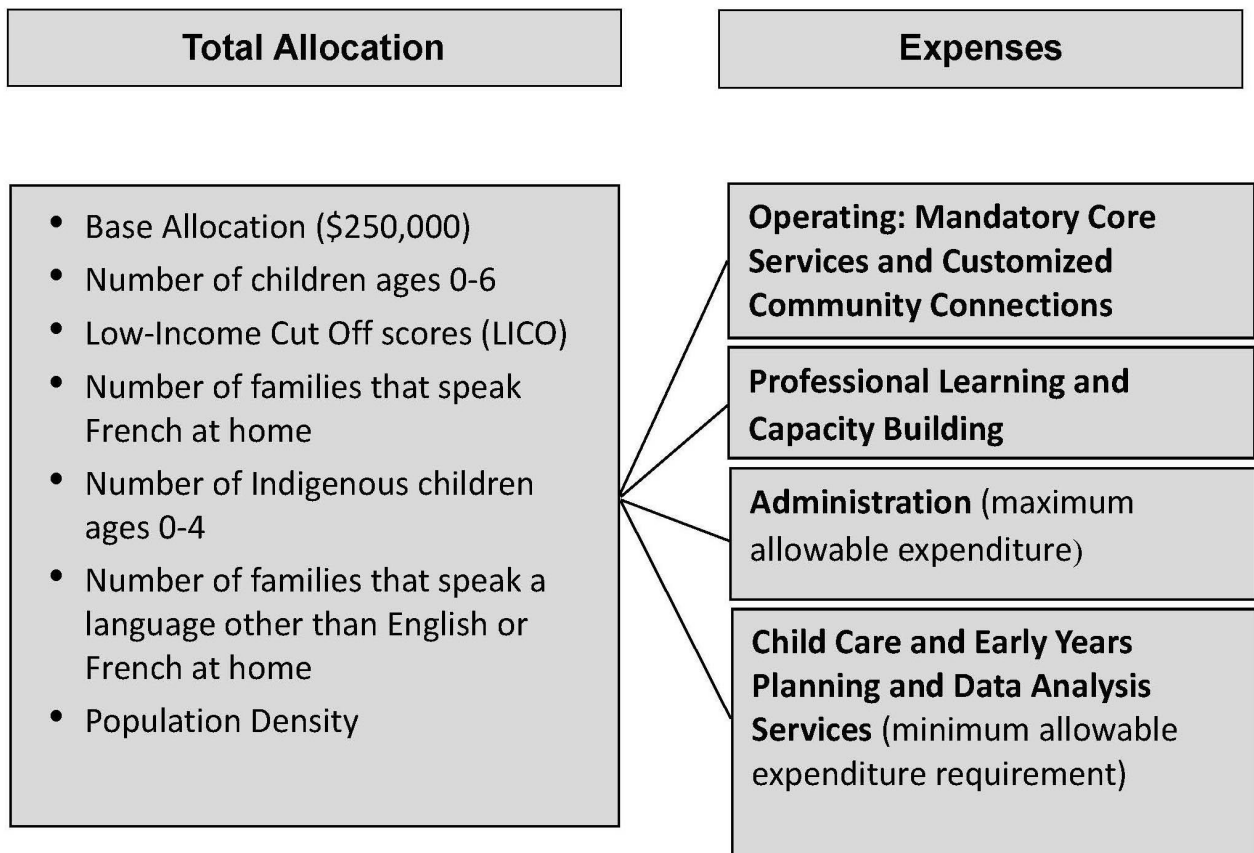 Total Allocation
Expenses
• Base Allocation ($250,000)
• Number of children ages 0-6
• Low-Income Cut Off scores (LICO)
• Number of families that speak
French at home
• Number of Indigenous children
ages 0-4
• Number of families that speak a
language other than English or
French at home
• Population Density
Operating: Mandatory Core
Services and Customized
Community Connections
Professional Learning and
Capacity Building
Administration (maximum
allowable expenditure)
Child Care and Early Years
Planning and Data Analysis
Services (minimum allowable
expenditure requirement)